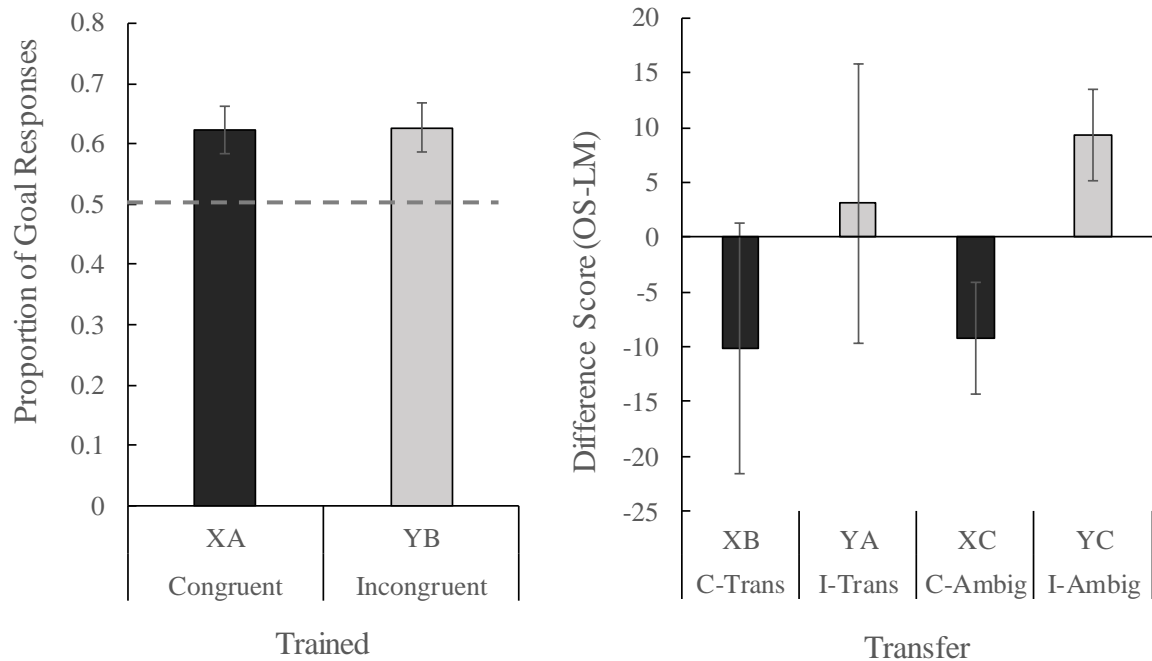 Proportion of Goal Responses
0.8
0.7
0.6
0.5
0.4
0.3
0.2
0.1
0
XA YB
Congruent Incongruent
Trained
Difference Score (OS-LM)
20
15
10
5
0
-5
-10
-15
-20
-25
XB YA XC YC
C-Trans I-Trans C-Ambig I-Ambig
Transfer